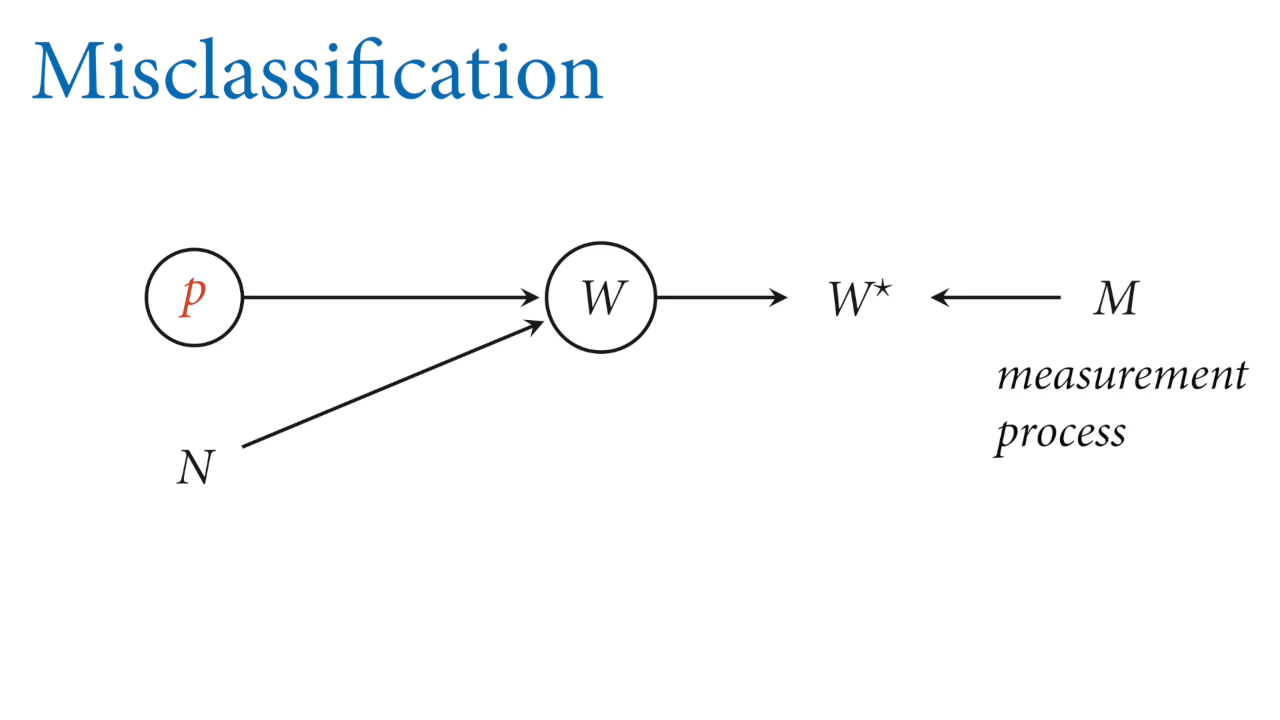 Misclassification
p W W⋆ M
measurement
process
N